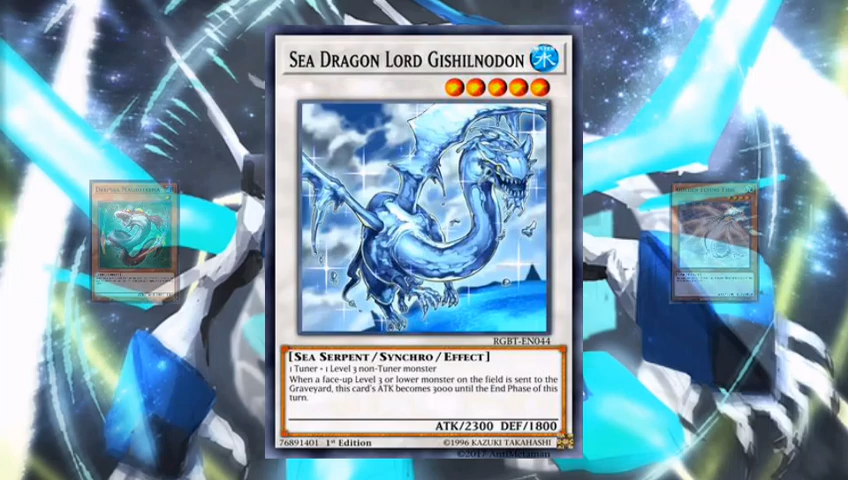 SEA DRAGON LORD GISHILNODON
WATER
水
RGBT-EN044
[SEA SERPENT/SYNCHRO/EFFECT]
1 Tuner + 1 Level 3 non-Tuner monster
When a face-up Level 3 or lower monster on the field is sent to the
Graveyard, this card's ATK becomes 3000 until the End Phase of this
turn.
ATK/2300 DEF/1800
76891401 1st Edition ©1996 KAZUKI TAKAHASHI
©2017 AntiMetaman